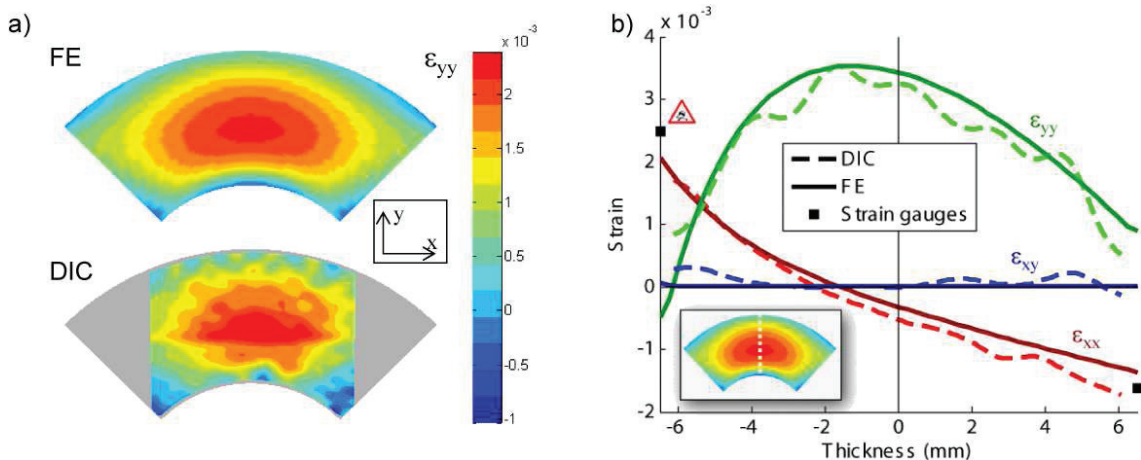 a)
FE
DIC
y
x
εyy
x 10⁻³
2
1.5
1
0.5
0
-0.5
-1
b)
x 10⁻³
4
3
2
1
0
-1
-2
Strain
-6
-4
-2
0
2
4
6
Thickness (mm)
DIC
FE
Strain gauges
εyy
εxy
εxx